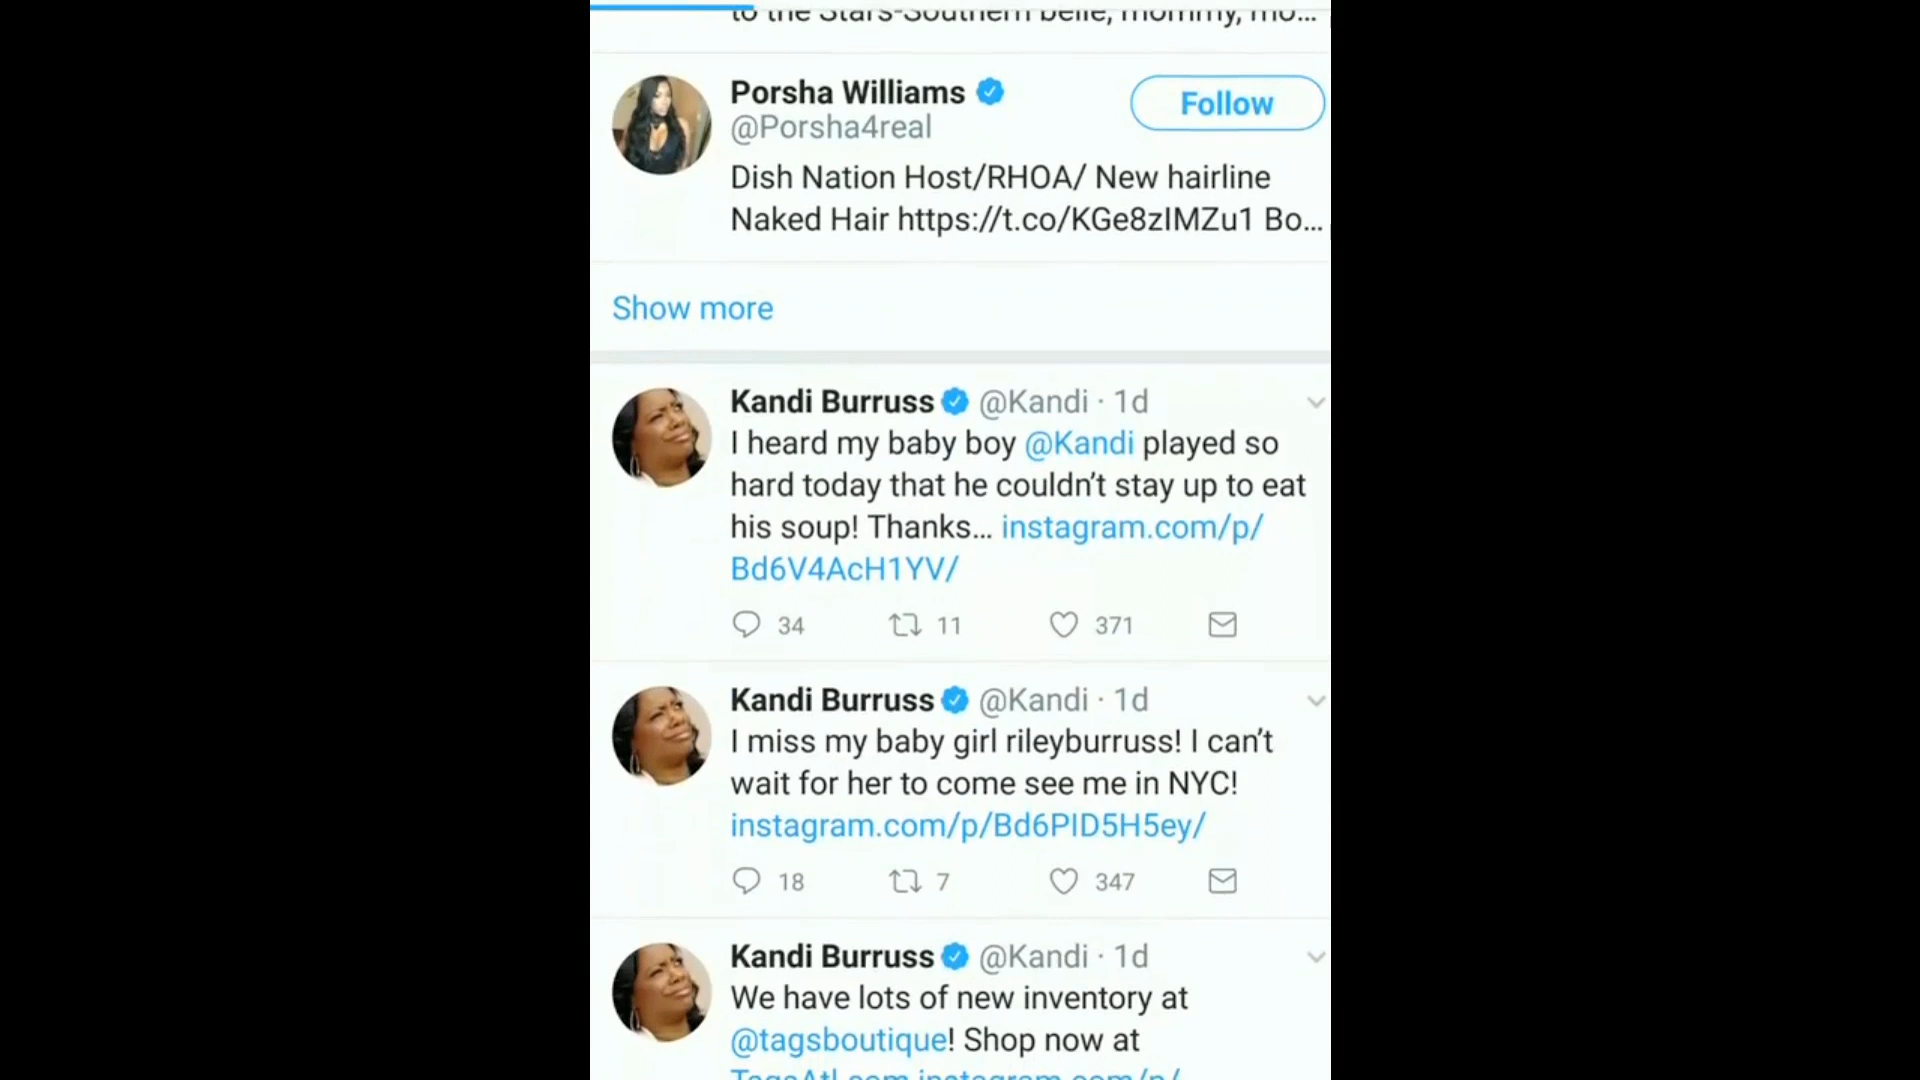 to the Stars-Southern belle, mommy, mo...
Porsha Williams
@Porsha4real
Follow
Dish Nation Host/RHOA/ New hairline
Naked Hair https://t.co/KGe8zIMZu1 Bo...
Show more
Kandi Burruss @Kandi · 1d
I heard my baby boy @Kandi played so
hard today that he couldn't stay up to eat
his soup! Thanks... instagram.com/p/
Bd6V4AcH1YV/
34 11 371
Kandi Burruss @Kandi · 1d
I miss my baby girl rileyburruss! I can't
wait for her to come see me in NYC!
instagram.com/p/Bd6PID5H5ey/
18 7 347
Kandi Burruss @Kandi · 1d
We have lots of new inventory at
@tagsboutique! Shop now at
TagsAtl.com instagram.com/p/